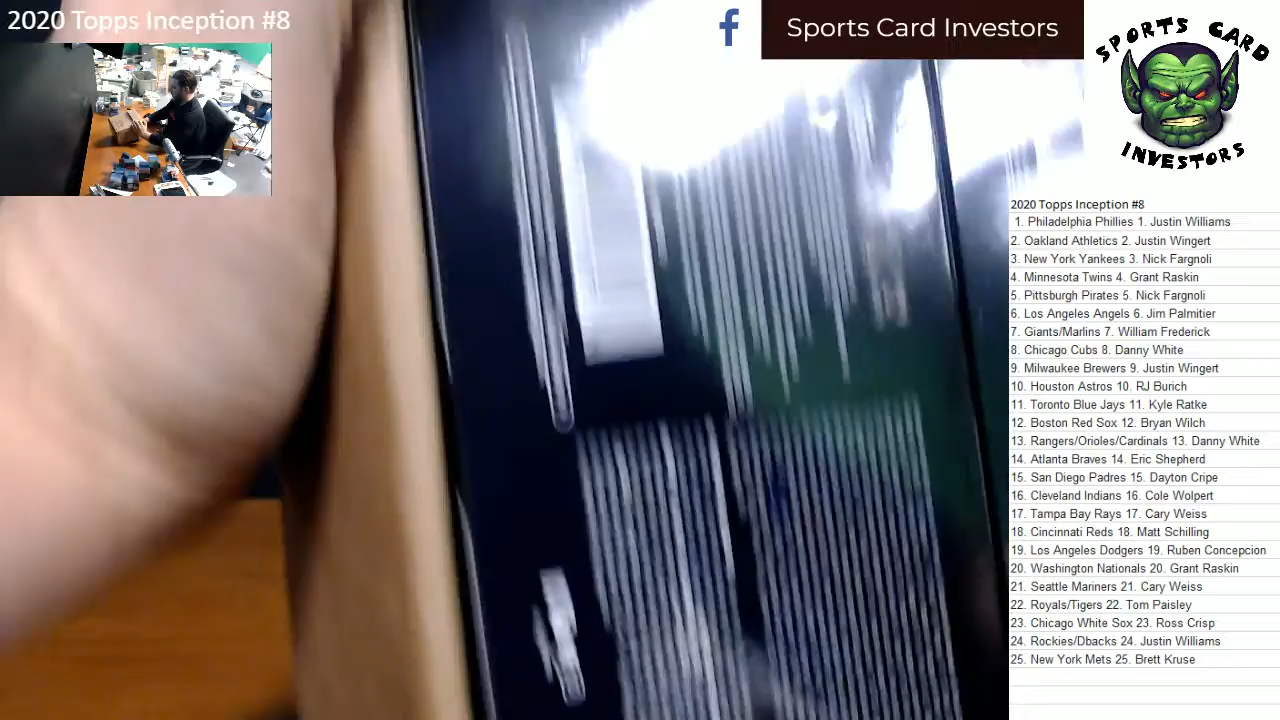 2020 Topps Inception #8
Sports Card Investors
SPORTS CARD
INVESTORS
2020 Topps Inception #8
1. Philadelphia Phillies 1. Justin Williams
2. Oakland Athletics 2. Justin Wingert
3. New York Yankees 3. Nick Fargnoli
4. Minnesota Twins 4. Grant Raskin
5. Pittsburgh Pirates 5. Nick Fargnoli
6. Los Angeles Angels 6. Jim Palmitier
7. Giants/Marlins 7. William Frederick
8. Chicago Cubs 8. Danny White
9. Milwaukee Brewers 9. Justin Wingert
10. Houston Astros 10. RJ Burich
11. Toronto Blue Jays 11. Kyle Ratke
12. Boston Red Sox 12. Bryan Wilch
13. Rangers/Orioles/Cardinals 13. Danny White
14. Atlanta Braves 14. Eric Shepherd
15. San Diego Padres 15. Dayton Cripe
16. Cleveland Indians 16. Cole Wolpert
17. Tampa Bay Rays 17. Cary Weiss
18. Cincinnati Reds 18. Matt Schilling
19. Los Angeles Dodgers 19. Ruben Concepcion
20. Washington Nationals 20. Grant Raskin
21. Seattle Mariners 21. Cary Weiss
22. Royals/Tigers 22. Tom Paisley
23. Chicago White Sox 23. Ross Crisp
24. Rockies/Dbacks 24. Justin Williams
25. New York Mets 25. Brett Kruse